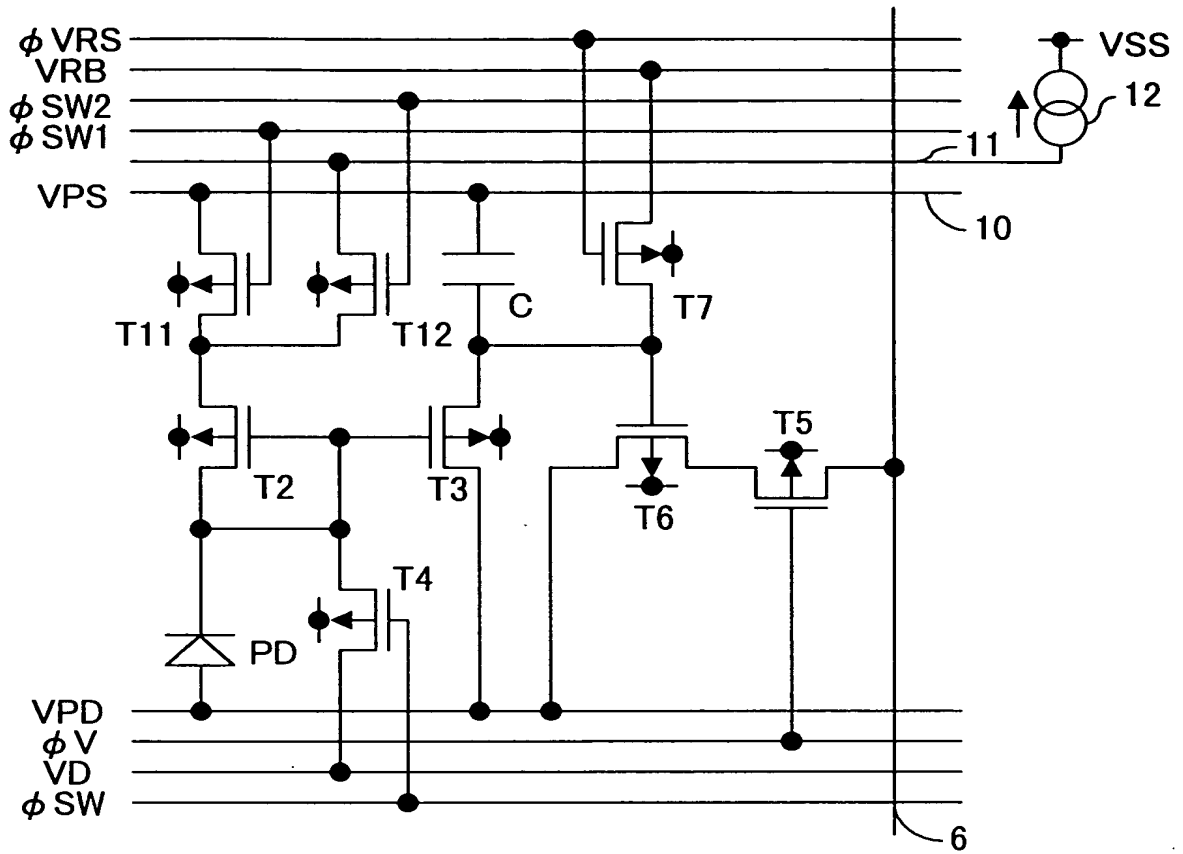 φVRS
VRB
φSW2
φSW1
VPS
VSS
12
11
10
T11
T12
C
T7
T2
T3
T5
T6
T4
PD
VPD
φV
VD
φSW
6